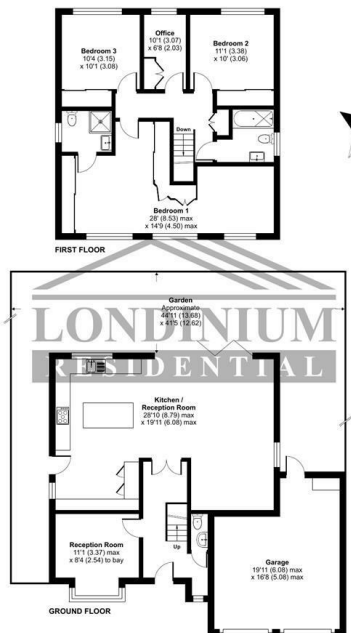 Bedroom 3
10'4 (3.15)
x 10'1 (3.08)
Office
10'1 (3.07)
x 6'8 (2.03)
Bedroom 2
11'1 (3.38)
x 10' (3.06)
Down
Bedroom 1
28' (8.53) max
x 14'9 (4.50) max
FIRST FLOOR
Garden
Approximate
44'11 (13.68)
x 41'5 (12.62)
LONDINIUM
RESIDENTIAL
Kitchen /
Reception Room
28'10 (8.79) max
x 19'11 (6.08) max
Reception Room
11'1 (3.37) max
x 8'4 (2.54) to bay
Up
Garage
19'11 (6.08) max
x 16'8 (5.08) max
GROUND FLOOR